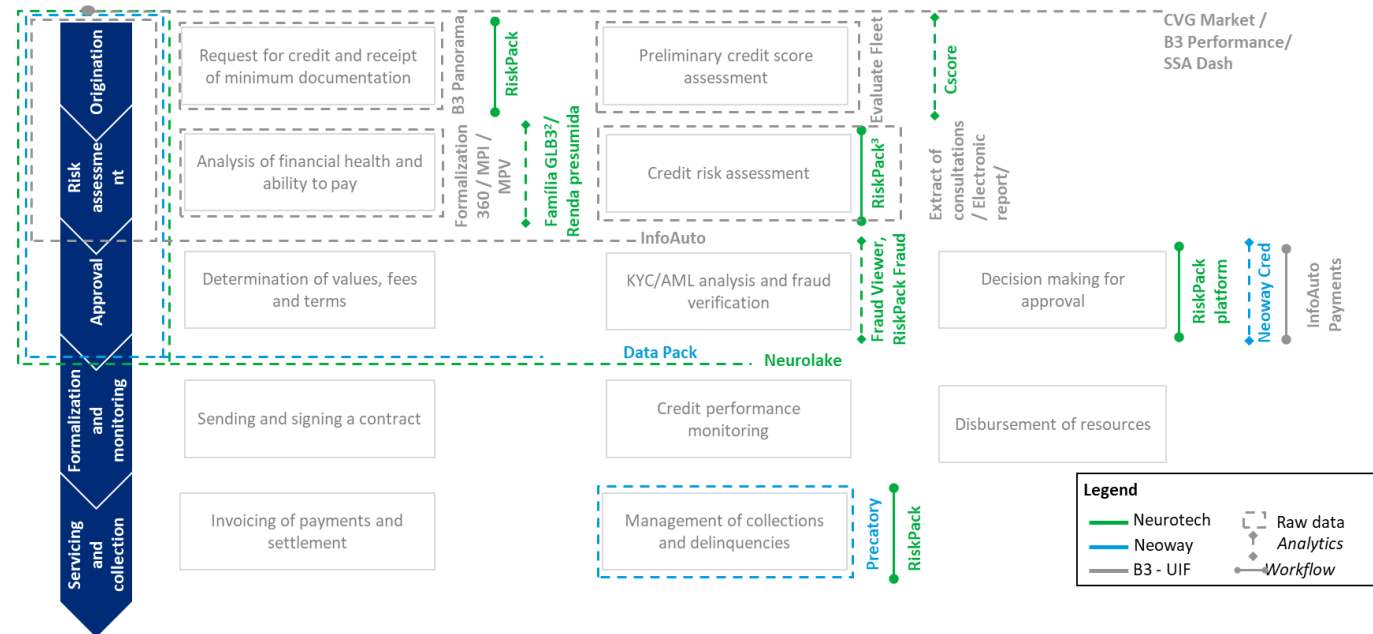 CVG Market /
B3 Performance/
SSA Dash
Origination
Request for credit and receipt
of minimum documentation
B3 Panorama
RiskPack
Preliminary credit score
assessment
Evaluate Fleet
Cscore
Risk
assessme
nt
Analysis of financial health and
ability to pay
Formalization
360 / MPI /
MPV
Família GLB3²/
Renda presumida
Credit risk assessment
RiskPack³
Extract of
consultations
/ Electronic
report/
InfoAuto
Approval
Determination of values, fees
and terms
KYC/AML analysis and fraud
verification
Fraud Viewer,
RiskPack Fraud
Decision making for
approval
RiskPack
platform
Neoway Cred
InfoAuto
Payments
Data Pack
Neurolake
Formalization
and
monitoring
Sending and signing a contract
Credit performance
monitoring
Disbursement of resources
Servicing
and
collection
Invoicing of payments and
settlement
Management of collections
and delinquencies
Precatory
RiskPack
Legend
Neurotech
Neoway
B3 - UIF
Raw data
Analytics
Workflow